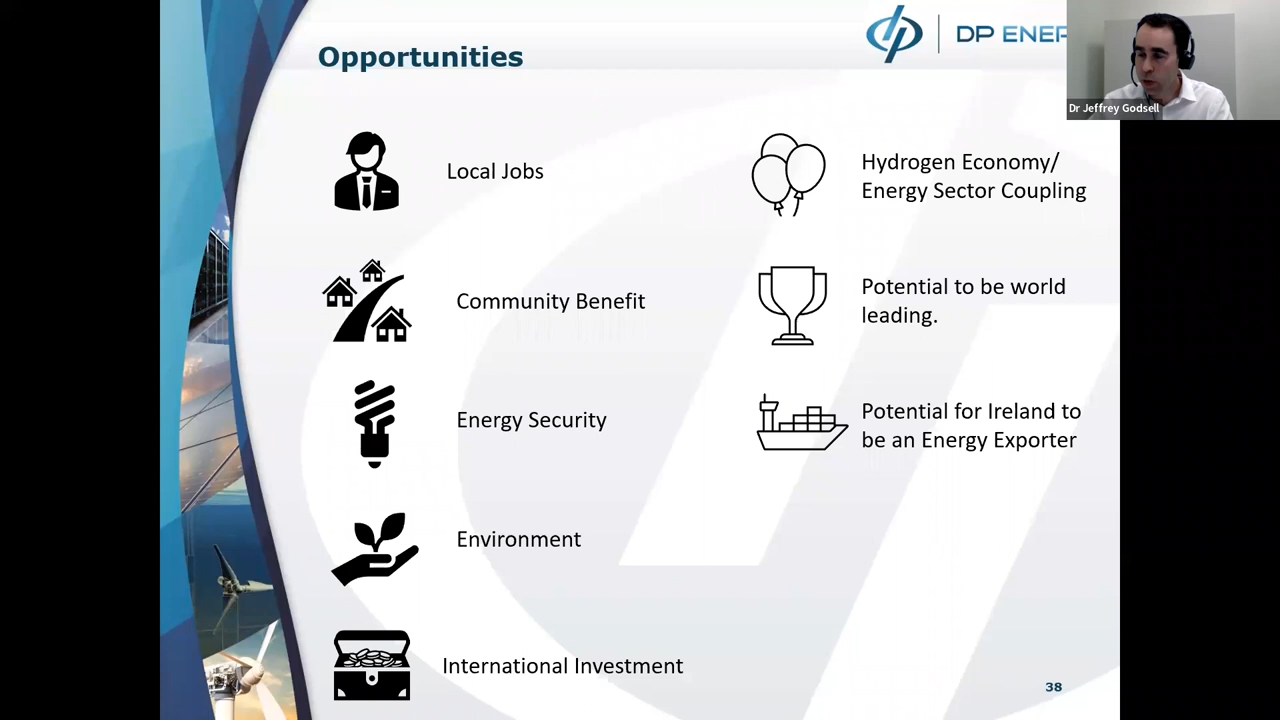 Opportunities
DP ENER
Dr Jeffrey Godsell
Local Jobs
Community Benefit
Energy Security
Environment
International Investment
Hydrogen Economy/
Energy Sector Coupling
Potential to be world
leading.
Potential for Ireland to
be an Energy Exporter
38